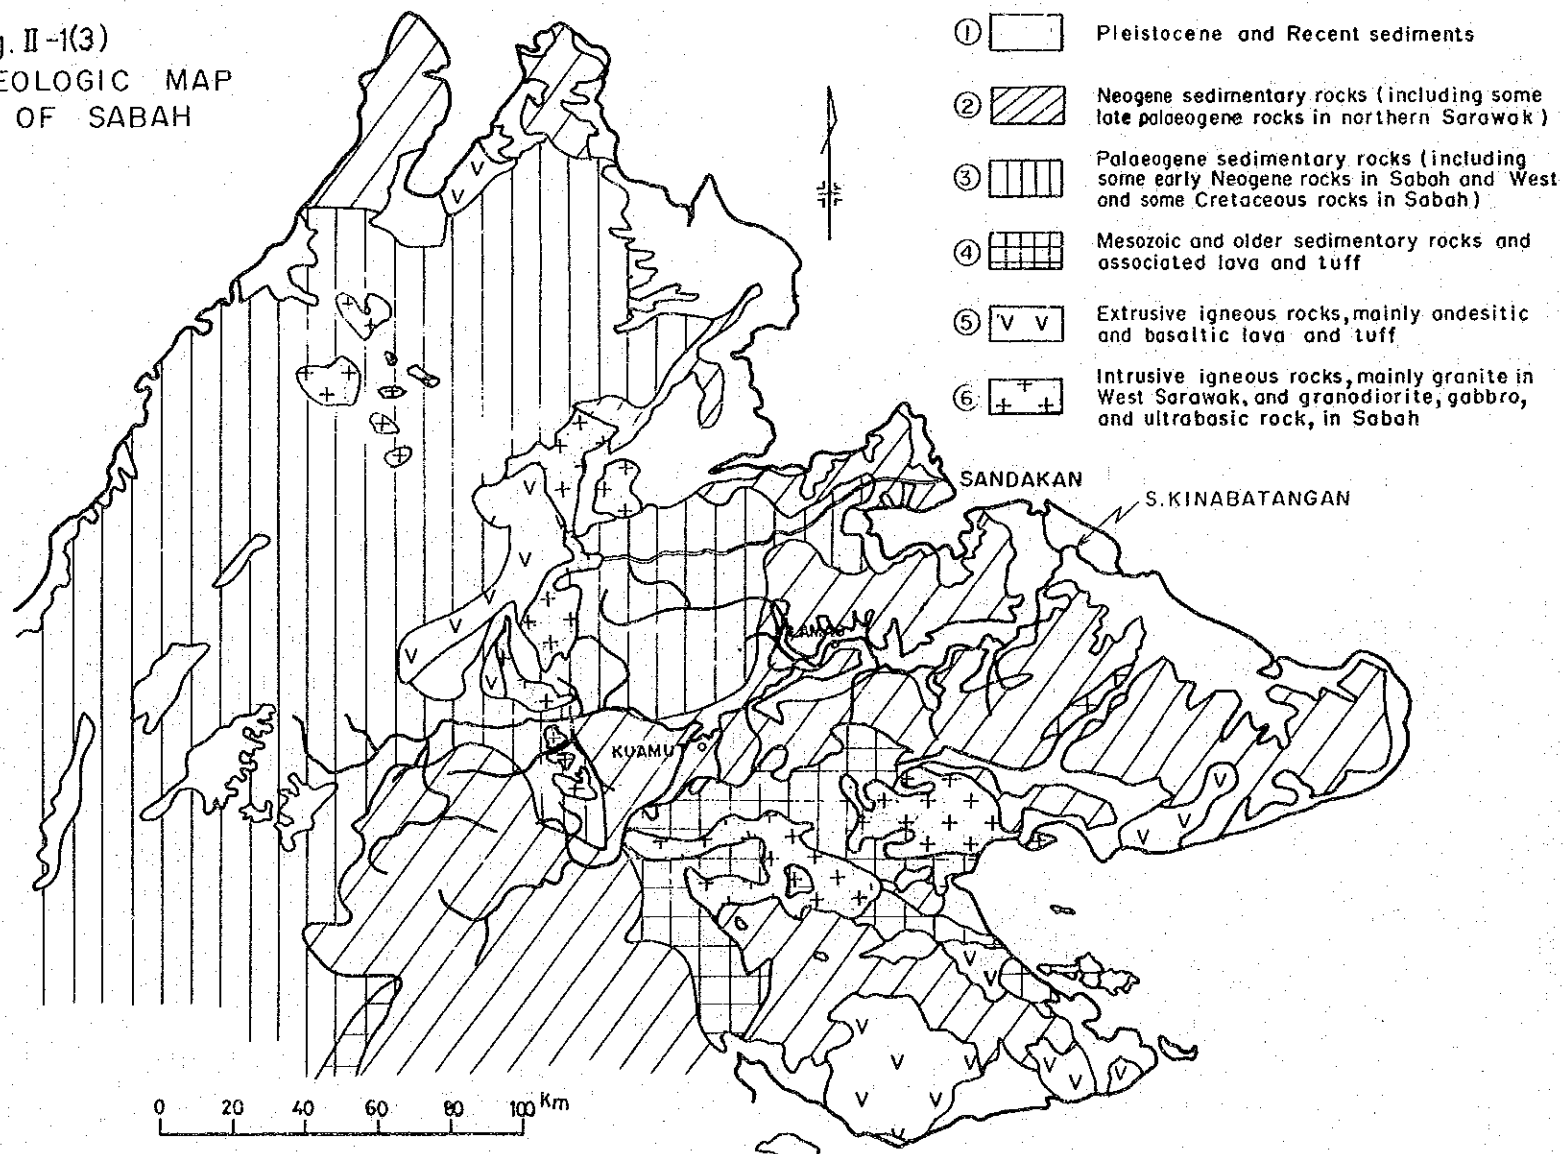 g. II-1(3)
EOLOGIC MAP
OF SABAH
① Pleistocene and Recent sediments
② Neogene sedimentary rocks (including some
late palaeogene rocks in northern Sarawak)
③ Palaeogene sedimentary rocks (including
some early Neogene rocks in Sabah and West
and some Cretaceous rocks in Sabah)
④ Mesozoic and older sedimentary rocks and
associated lava and tuff
⑤ V V Extrusive igneous rocks, mainly andesitic
and basaltic lava and tuff
⑥ Intrusive igneous rocks, mainly granite in
West Sarawak, and granodiorite, gabbro,
and ultrabasic rock, in Sabah
SANDAKAN
S.KINABATANGAN
KUAMUT
0 20 40 60 80 100 Km